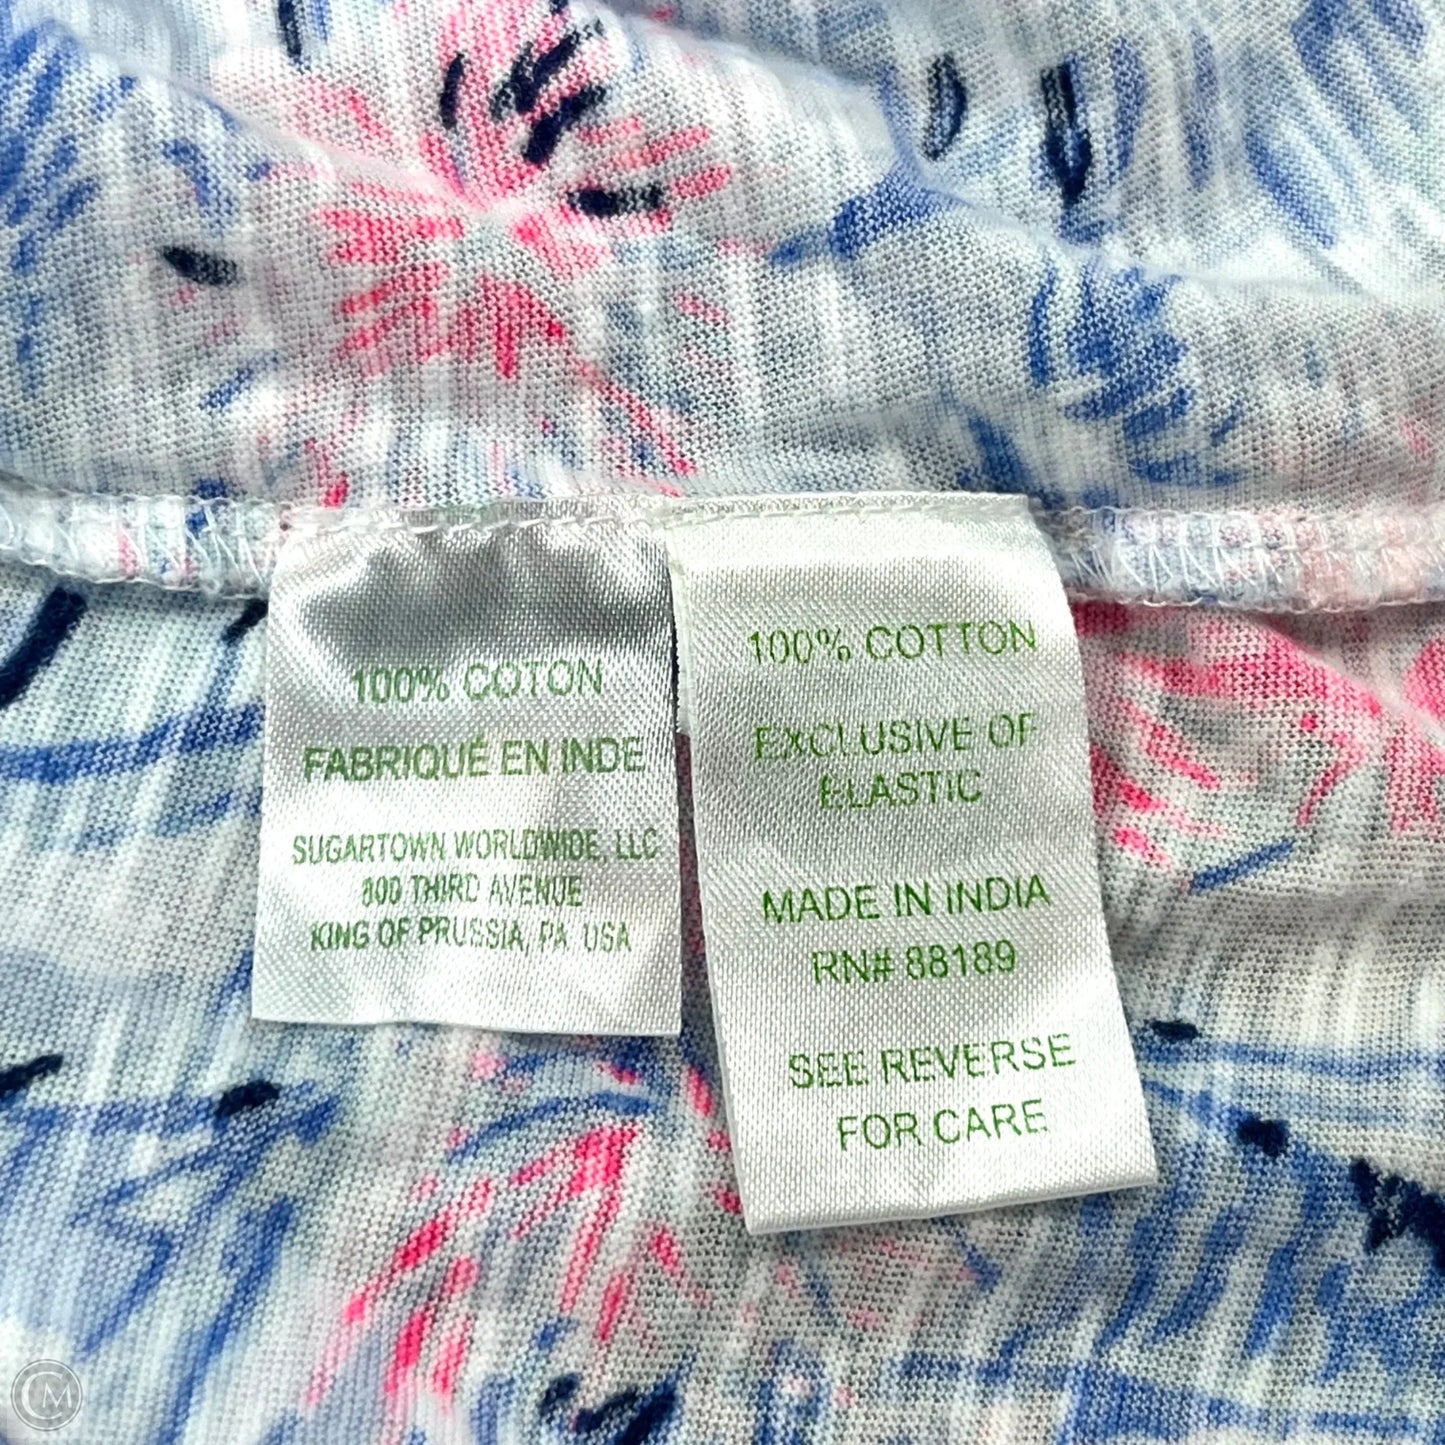 100% COTON
FABRIQUÉ EN INDE
SUGARTOWN WORLDWIDE, LLC
800 THIRD AVENUE
KING OF PRUSSIA, PA USA
100% COTTON
EXCLUSIVE OF
ELASTIC
MADE IN INDIA
RN# 88189
SEE REVERSE
FOR CARE
CM